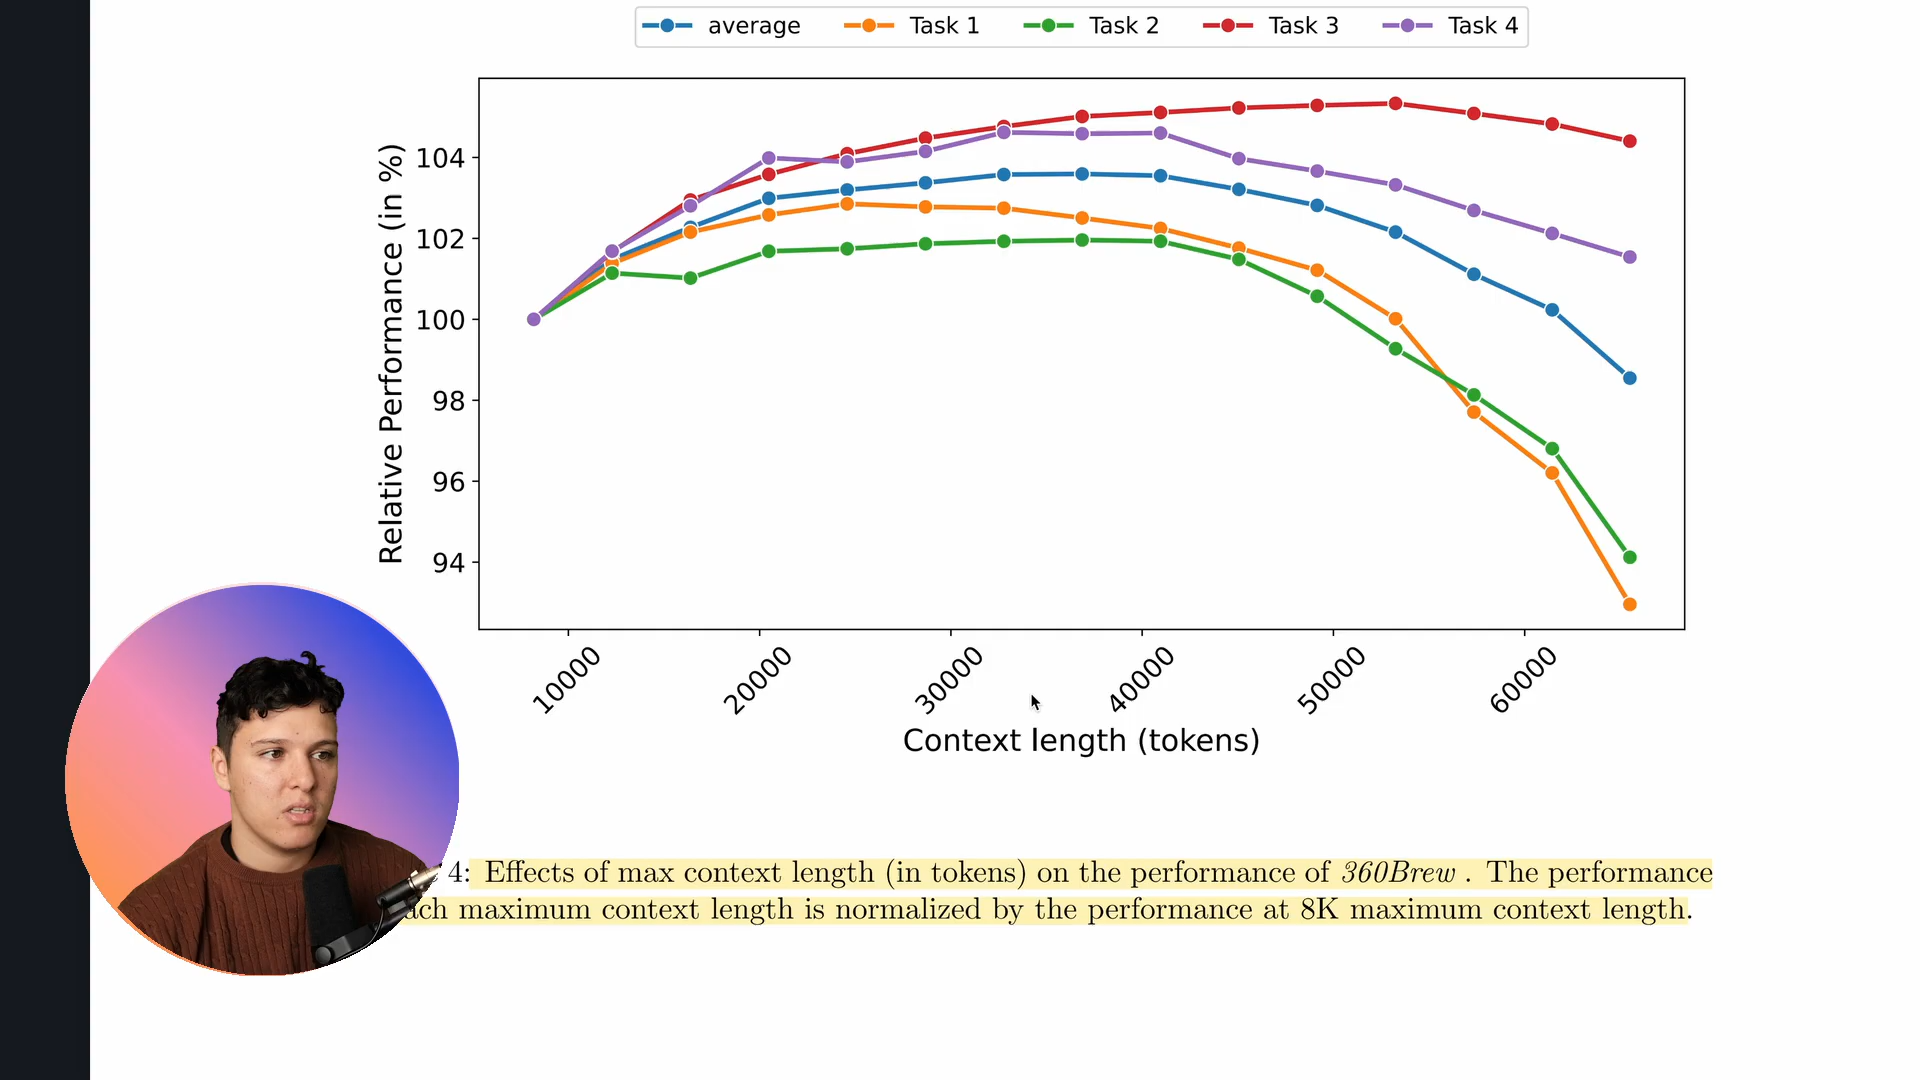 average Task 1 Task 2 Task 3 Task 4
Relative Performance (in %)
104
102
100
98
96
94
10000 20000 30000 40000 50000 60000
Context length (tokens)
4: Effects of max context length (in tokens) on the performance of 360Brew . The performance
maximum context length is normalized by the performance at 8K maximum context length.